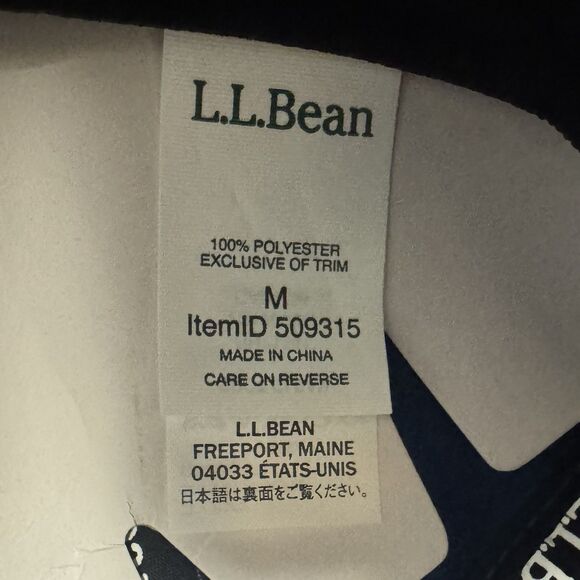 L.L.Bean
100% POLYESTER
EXCLUSIVE OF TRIM
M
ItemID 509315
MADE IN CHINA
CARE ON REVERSE
L.L.BEAN
FREEPORT, MAINE
04033 ÉTATS-UNIS
日本語は裏面をご覧ください。
L.L.B